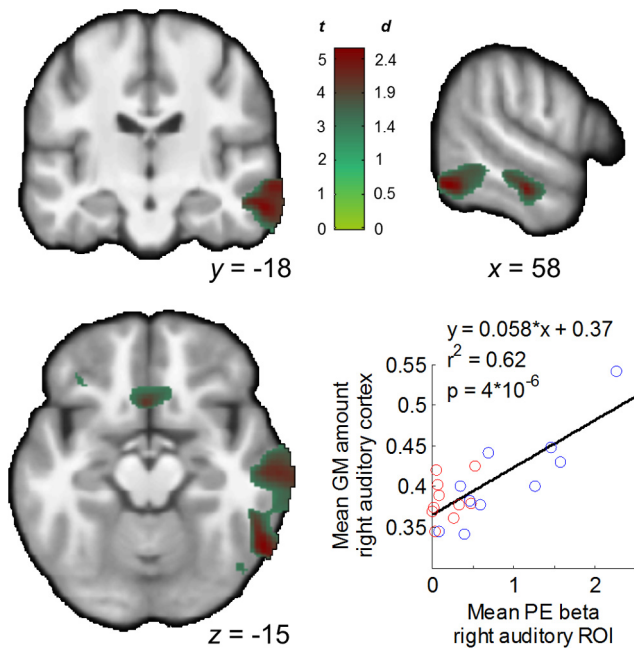 t d
5 2.4
4 1.9
3 1.4
2 0.9
1 0.5
0 0
y = -18
x = 58
z = -15
y = 0.058*x + 0.37
r² = 0.62
p = 4*10⁻⁶
0.55
0.5
0.45
0.4
0.35
Mean GM amount
right auditory cortex
0 1 2
Mean PE beta
right auditory ROI